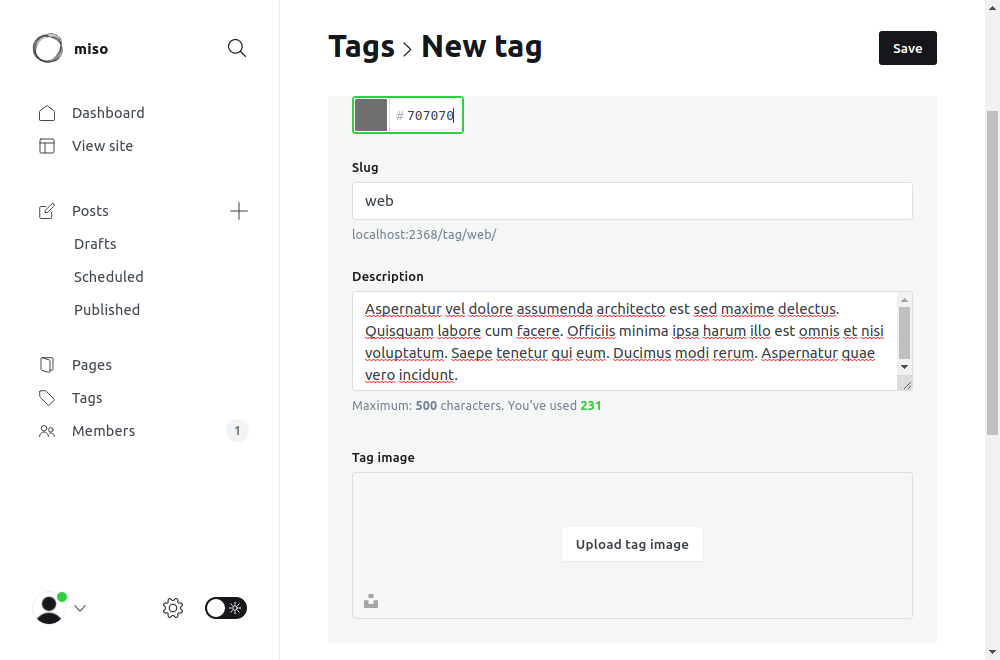 miso
Tags > New tag
Save
Dashboard
View site
Posts
Drafts
Scheduled
Published
Pages
Tags
Members
1
# 707070
Slug
web
localhost:2368/tag/web/
Description
Aspernatur vel dolore assumenda architecto est sed maxime delectus.
Quisquam labore cum facere. Officiis minima ipsa harum illo est omnis et nisi
voluptatum. Saepe tenetur qui eum. Ducimus modi rerum. Aspernatur quae
vero incidunt.
Maximum: 500 characters. You’ve used 231
Tag image
Upload tag image